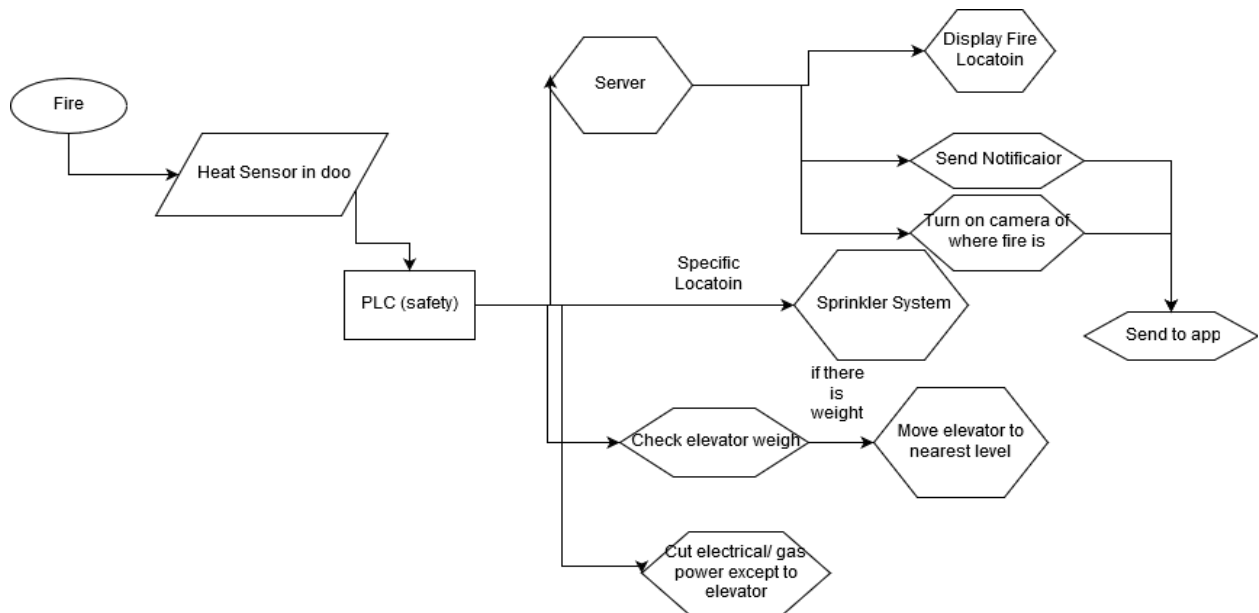 Fire
Heat Sensor in doo
PLC (safety)
Server
Display Fire
Locatoin
Send Notificaior
Turn on camera of
where fire is
Send to app
Specific
Locatoin
Sprinkler System
if there
is
weight
Check elevator weigh
Move elevator to
nearest level
Cut electrical/ gas
power except to
elevator